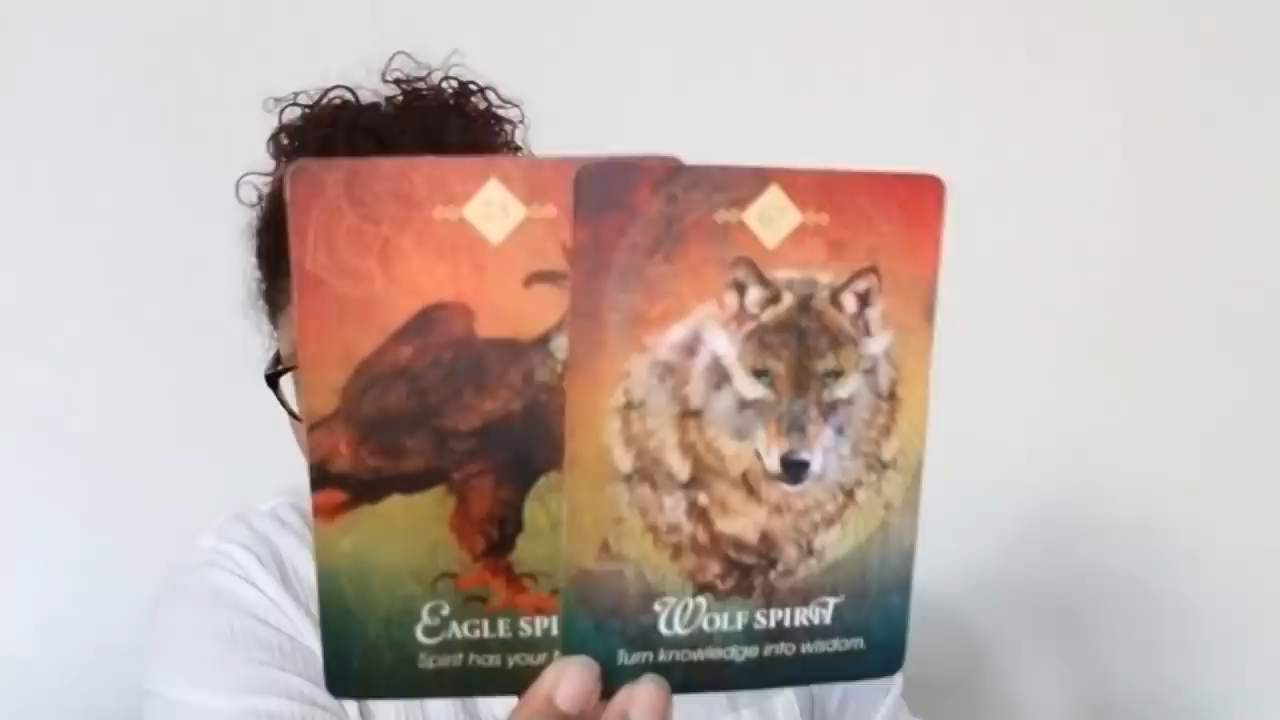 EAGLE SPI
Spirit has your
WOLF SPIRIT
Turn knowledge into wisdom.